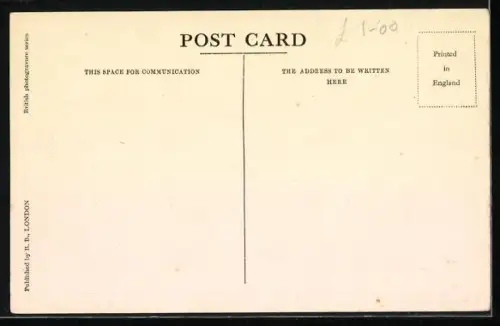 POST CARD
£ 1-00
THIS SPACE FOR COMMUNICATION
THE ADDRESS TO BE WRITTEN
HERE
Printed
in
England
British photogravure series
Published by R. B., LONDON